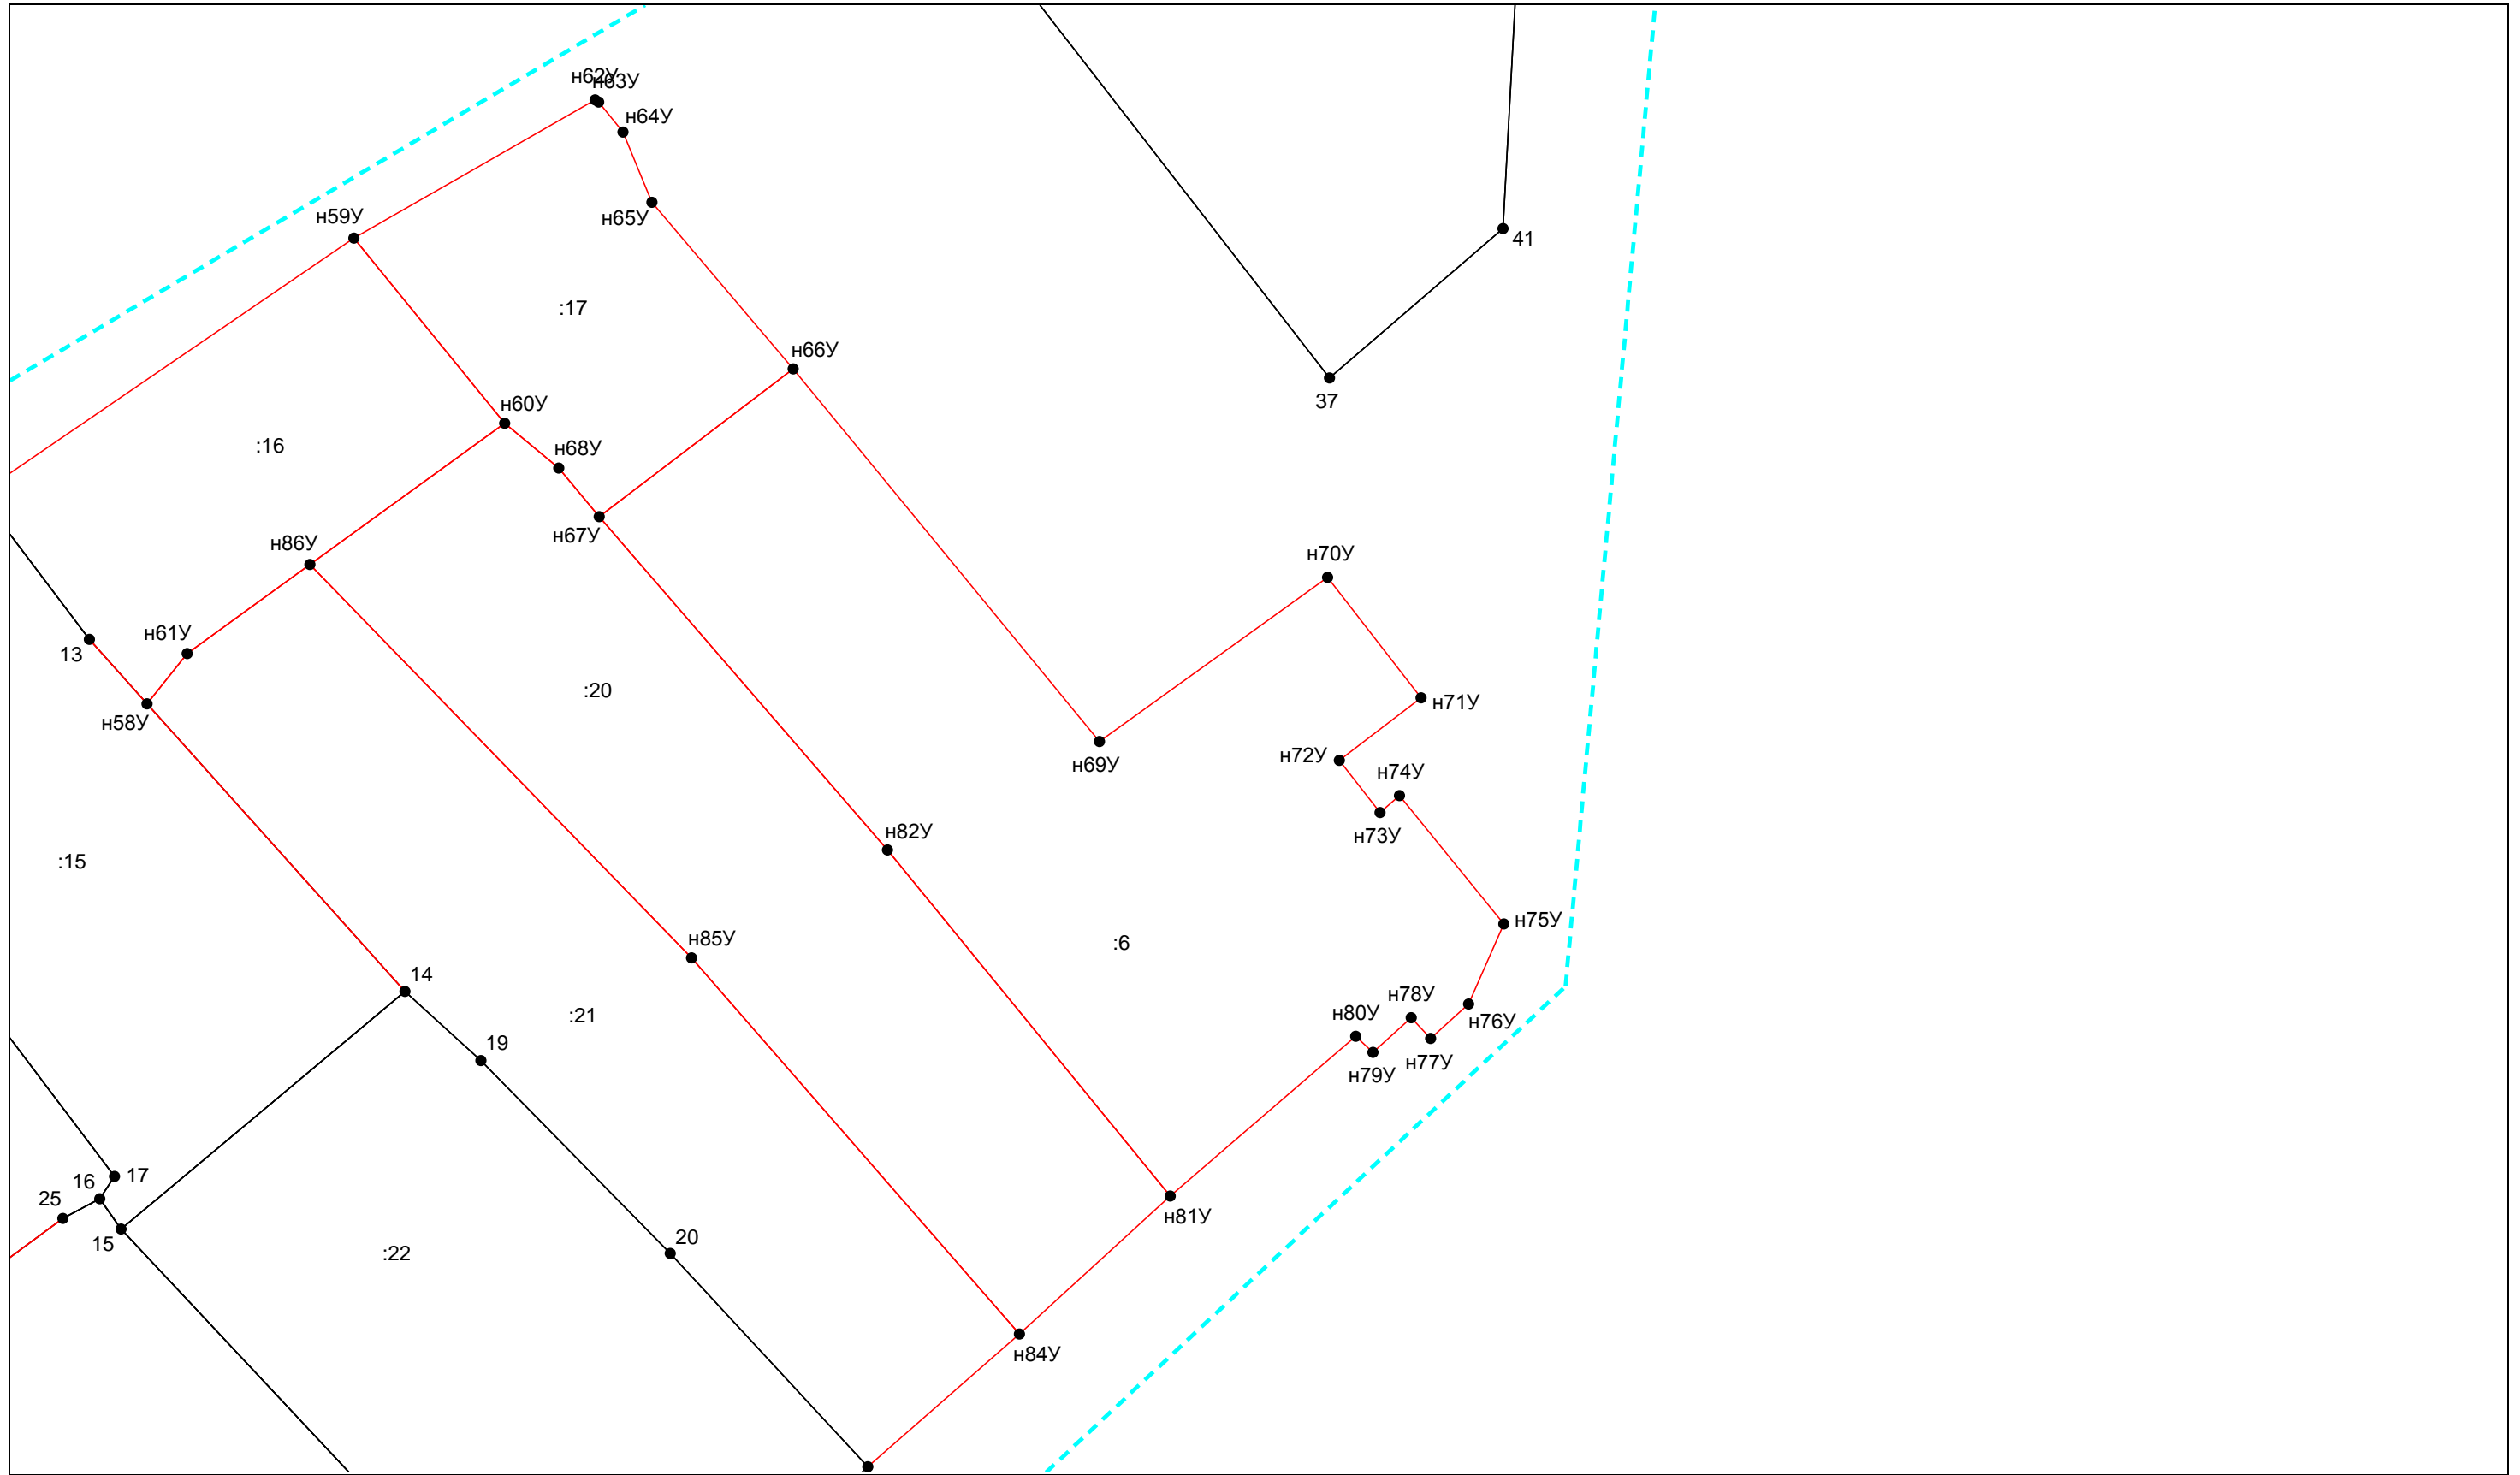 н62У
н63У
н64У
н65У
н59У
41
:17
н66У
37
н60У
:16
н68У
н67У
н86У
н70У
н61У
13
:20
н71У
н58У
н72У
н69У
н74У
н73У
н82У
:15
н75У
н85У
:6
14
н78У
н80У
:21
н76У
19
н77У
н79У
16
17
25
15
н81У
20
:22
н84У